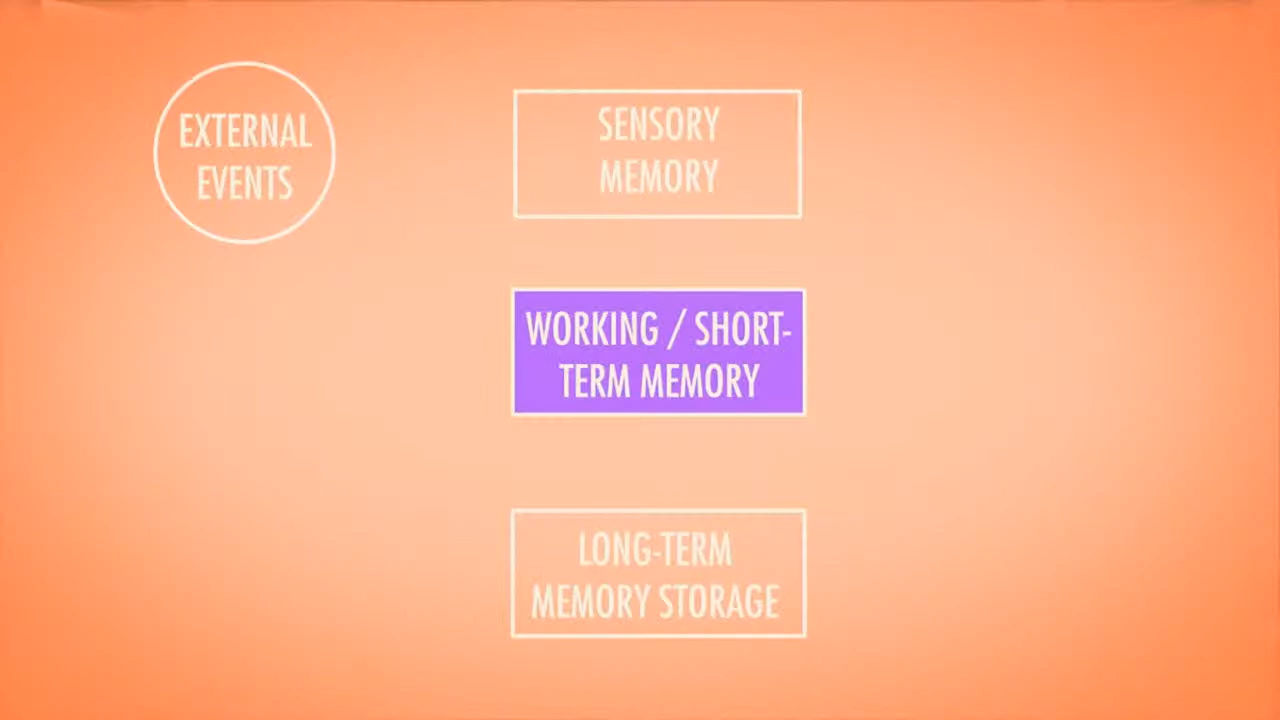 EXTERNAL
EVENTS
SENSORY
MEMORY
WORKING / SHORT-
TERM MEMORY
LONG-TERM
MEMORY STORAGE